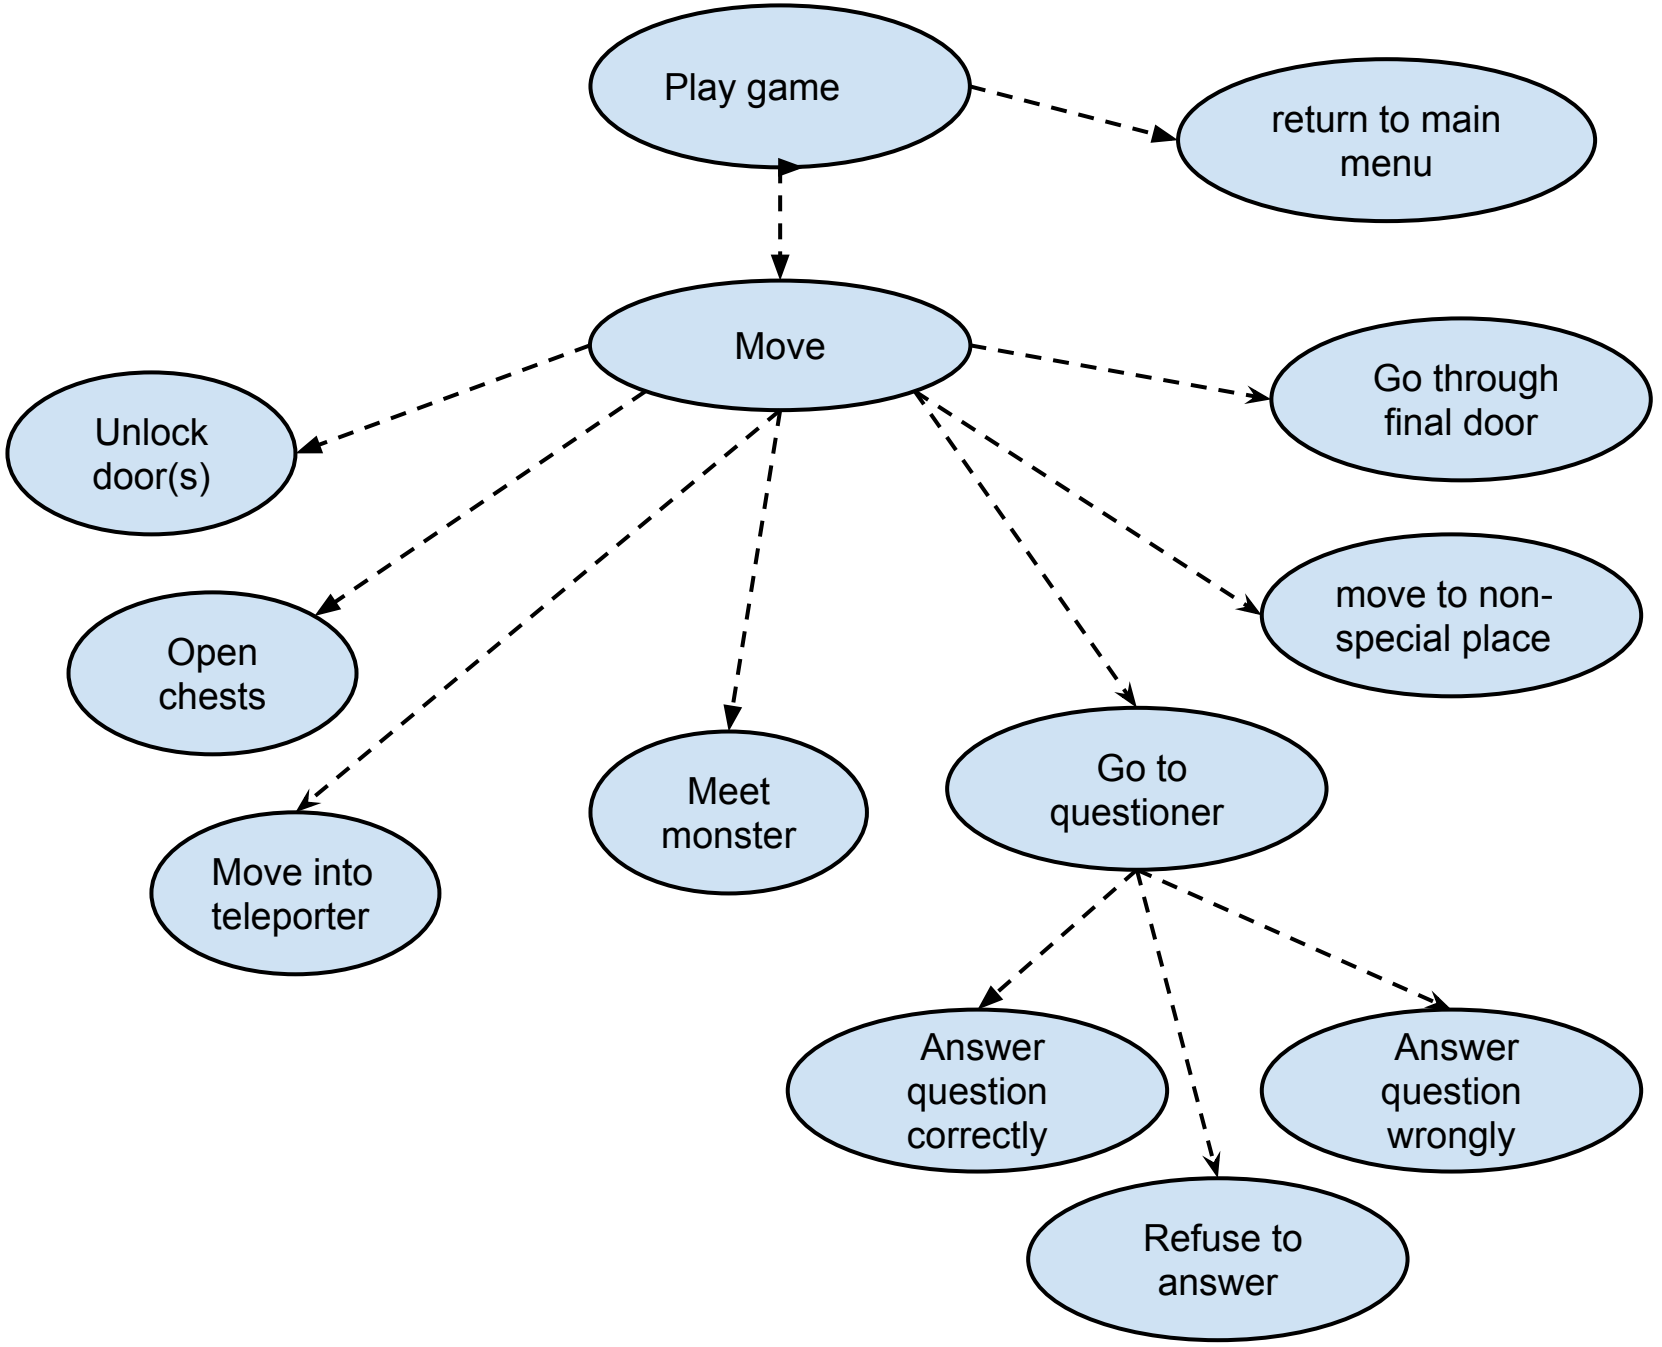 Play game
return to main
menu
Move
Go through
final door
Unlock
door(s)
move to non-
special place
Open
chests
Go to
questioner
Meet
monster
Move into
teleporter
Answer
question
correctly
Answer
question
wrongly
Refuse to
answer